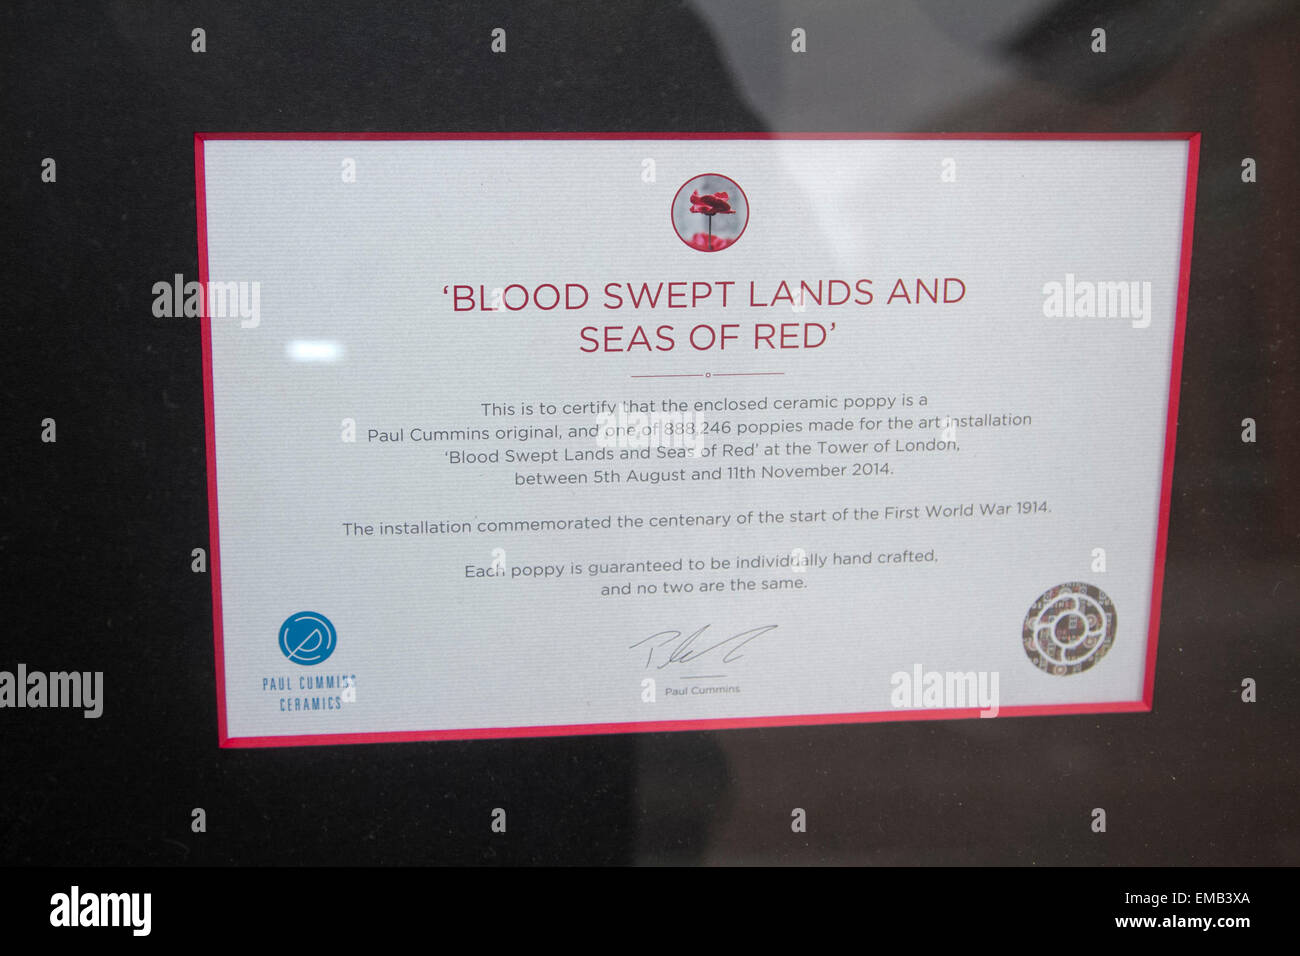 ‘BLOOD SWEPT LANDS AND
SEAS OF RED’
This is to certify that the enclosed ceramic poppy is a
Paul Cummins original, and one of 888,246 poppies made for the art installation
‘Blood Swept Lands and Seas of Red’ at the Tower of London,
between 5th August and 11th November 2014.
The installation commemorated the centenary of the start of the First World War 1914.
Each poppy is guaranteed to be individually hand crafted,
and no two are the same.
Paul Cummins
PAUL CUMMINS
CERAMICS
alamy
alamy
alamy
alamy
alamy
alamy
Image ID: EMB3XA
www.alamy.com